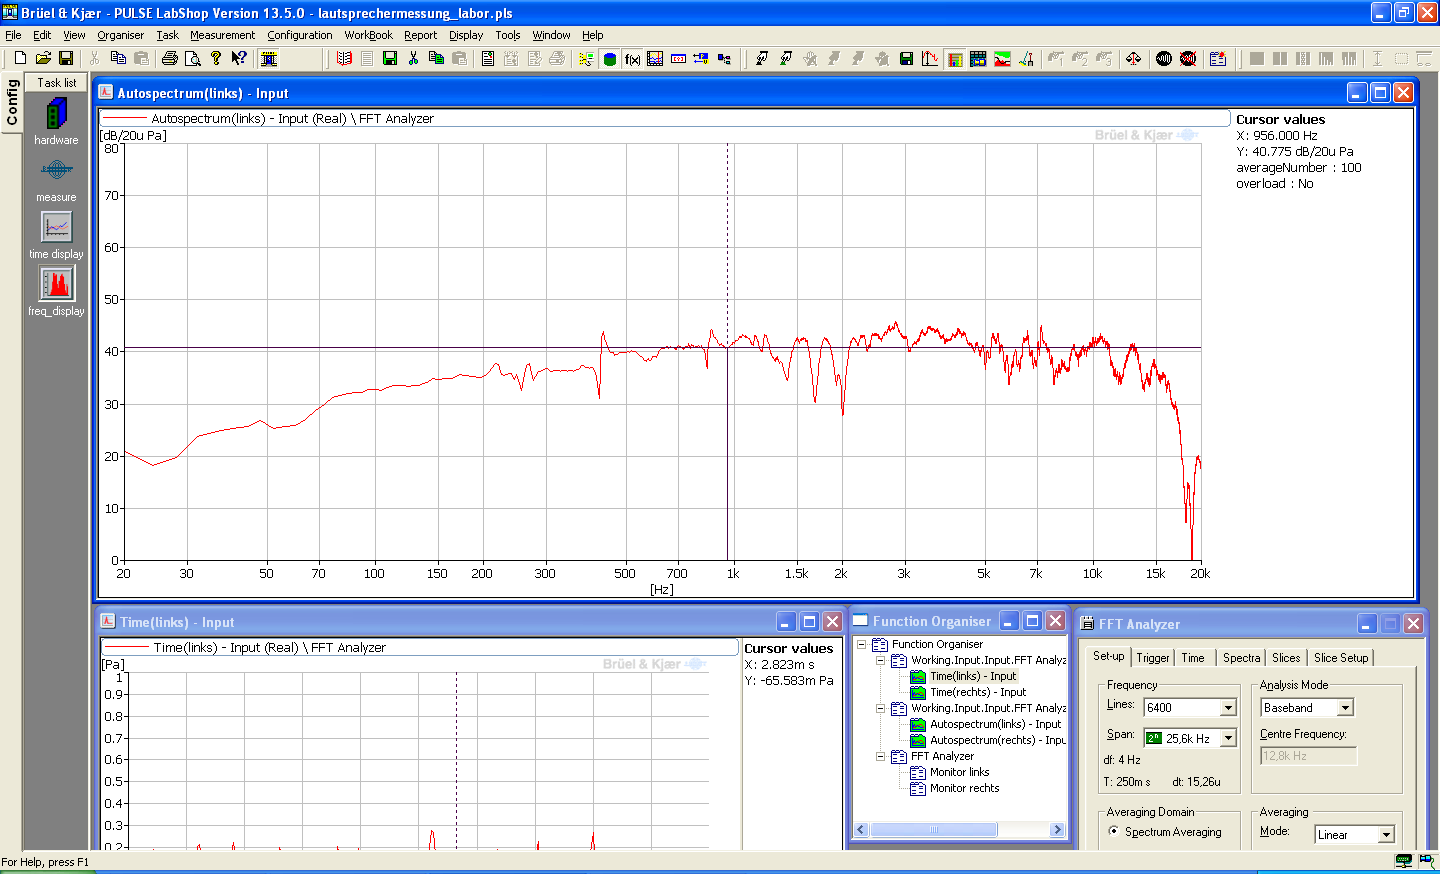 Brüel & Kjær - PULSE LabShop Version 13.5.0 - lautsprechermessung_labor.pls
File Edit View Organiser Task Measurement Configuration WorkBook Report Display Tools Window Help
Config
Task list
hardware
measure
time display
freq_display
Autospectrum(links) - Input
Autospectrum(links) - Input (Real) \ FFT Analyzer
[dB/20u Pa]
Brüel & Kjær
80
70
60
50
40
30
20
10
0
20 30 50 70 100 150 200 300 500 700 1k 1.5k 2k 3k 5k 7k 10k 15k 20k
[Hz]
Cursor values
X: 956.000 Hz
Y: 40.775 dB/20u Pa
averageNumber : 100
overload : No
Time(links) - Input
Time(links) - Input (Real) \ FFT Analyzer
[Pa]
Brüel & Kjær
1
0.9
0.8
0.7
0.6
0.5
0.4
0.3
0.2
Cursor values
X: 2.823m s
Y: -65.583m Pa
Function Organiser
Function Organiser
Working.Input.Input.FFT Analyz
Time(links) - Input
Time(rechts) - Input
Working.Input.Input.FFT Analyz
Autospectrum(links) - Input
Autospectrum(rechts) - Inpu
FFT Analyzer
Monitor links
Monitor rechts
FFT Analyzer
Set-up Trigger Time Spectra Slices Slice Setup
Frequency
Lines: 6400
Span: 2ⁿ 25,6k Hz
df: 4 Hz
T: 250m s dt: 15,26u
Analysis Mode
Baseband
Centre Frequency:
12,8k Hz
Averaging Domain
Spectrum Averaging
Averaging
Mode: Linear
For Help, press F1